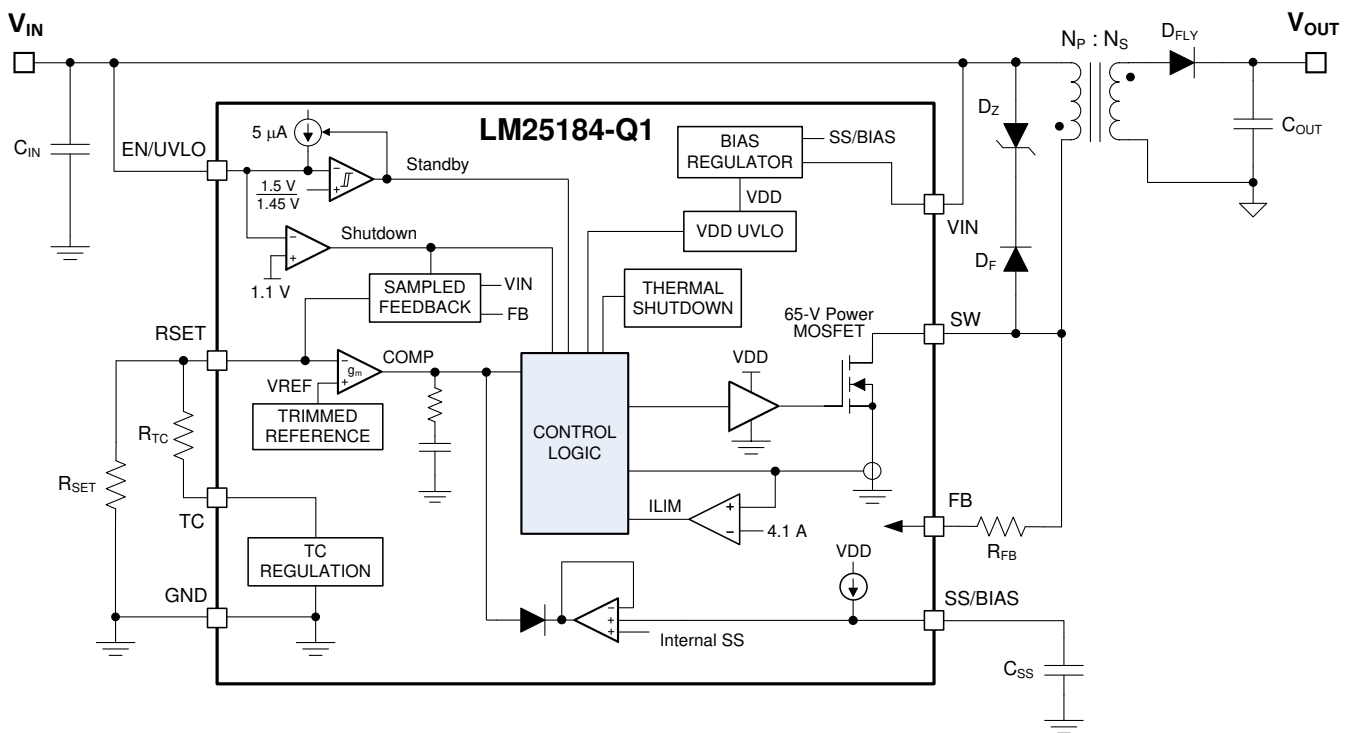 VIN
NP : NS
DFLY
VOUT
LM25184-Q1
5 μA
EN/UVLO
CIN
Standby
1.5 V
1.45 V
BIAS
REGULATOR
SS/BIAS
VDD
VDD UVLO
VIN
DZ
COUT
Shutdown
1.1 V
SAMPLED
FEEDBACK
VIN
FB
THERMAL
SHUTDOWN
DF
65-V Power
MOSFET
SW
RSET
gm
COMP
VREF
TRIMMED
REFERENCE
VDD
RTC
RSET
CONTROL
LOGIC
TC
ILIM
4.1 A
FB
RFB
TC
REGULATION
VDD
GND
SS/BIAS
Internal SS
CSS